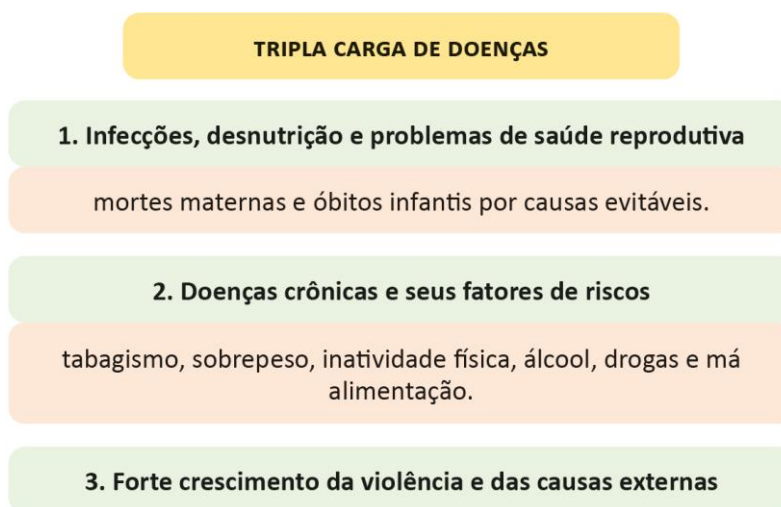 TRIPLA CARGA DE DOENÇAS
1. Infecções, desnutrição e problemas de saúde reprodutiva
mortes maternas e óbitos infantis por causas evitáveis.
2. Doenças crônicas e seus fatores de riscos
tabagismo, sobrepeso, inatividade física, álcool, drogas e má
alimentação.
3. Forte crescimento da violência e das causas externas